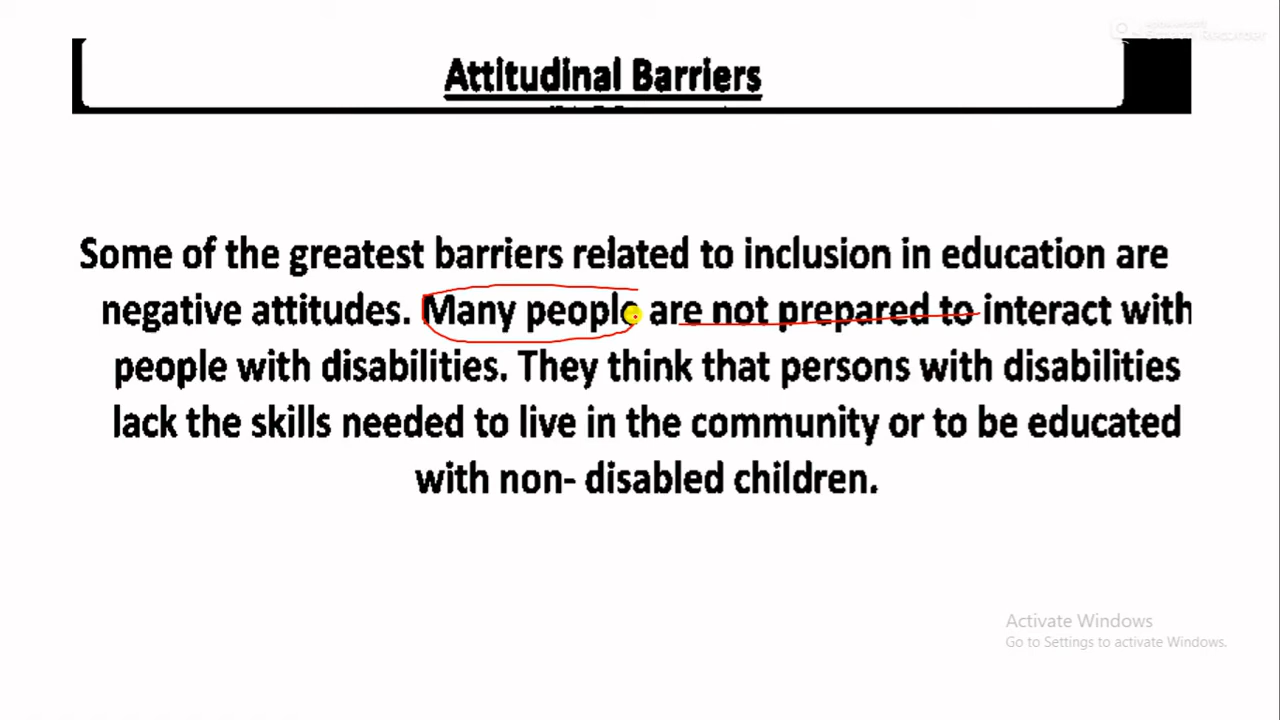 Attitudinal Barriers
Some of the greatest barriers related to inclusion in education are
negative attitudes. Many people are not prepared to interact with
people with disabilities. They think that persons with disabilities
lack the skills needed to live in the community or to be educated
with non- disabled children.
Activate Windows
Go to Settings to activate Windows.